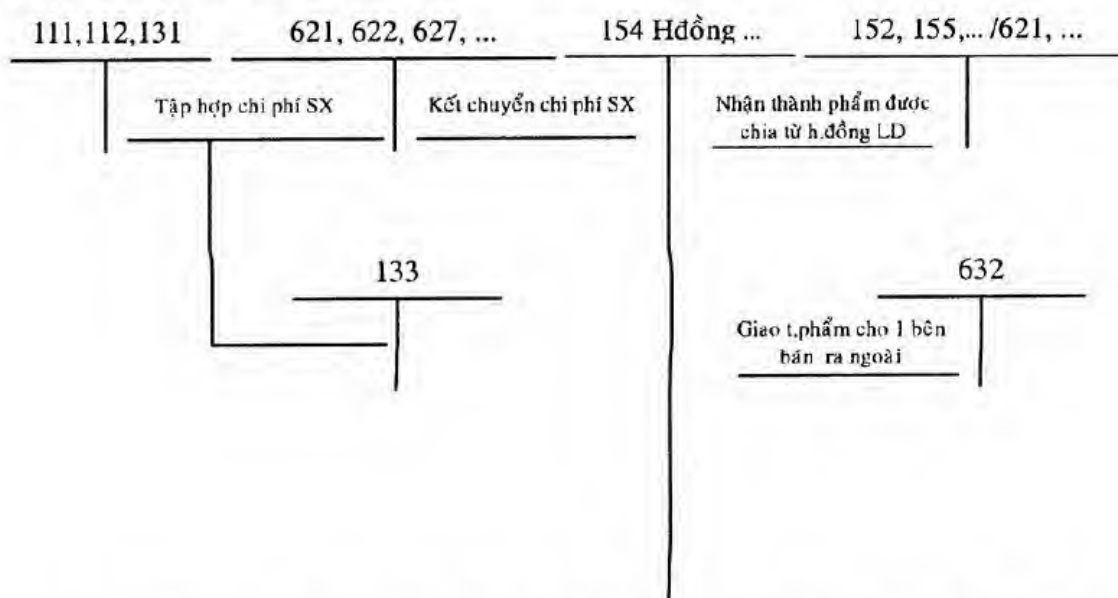 111,112,131 621, 622, 627, ... 154 Hđồng ... 152, 155,... /621, ...
Tập hợp chi phí SX Kết chuyển chi phí SX Nhận thành phẩm được
chia từ h.đồng LD
133 632
Giao t.phẩm cho 1 bên
bán ra ngoài